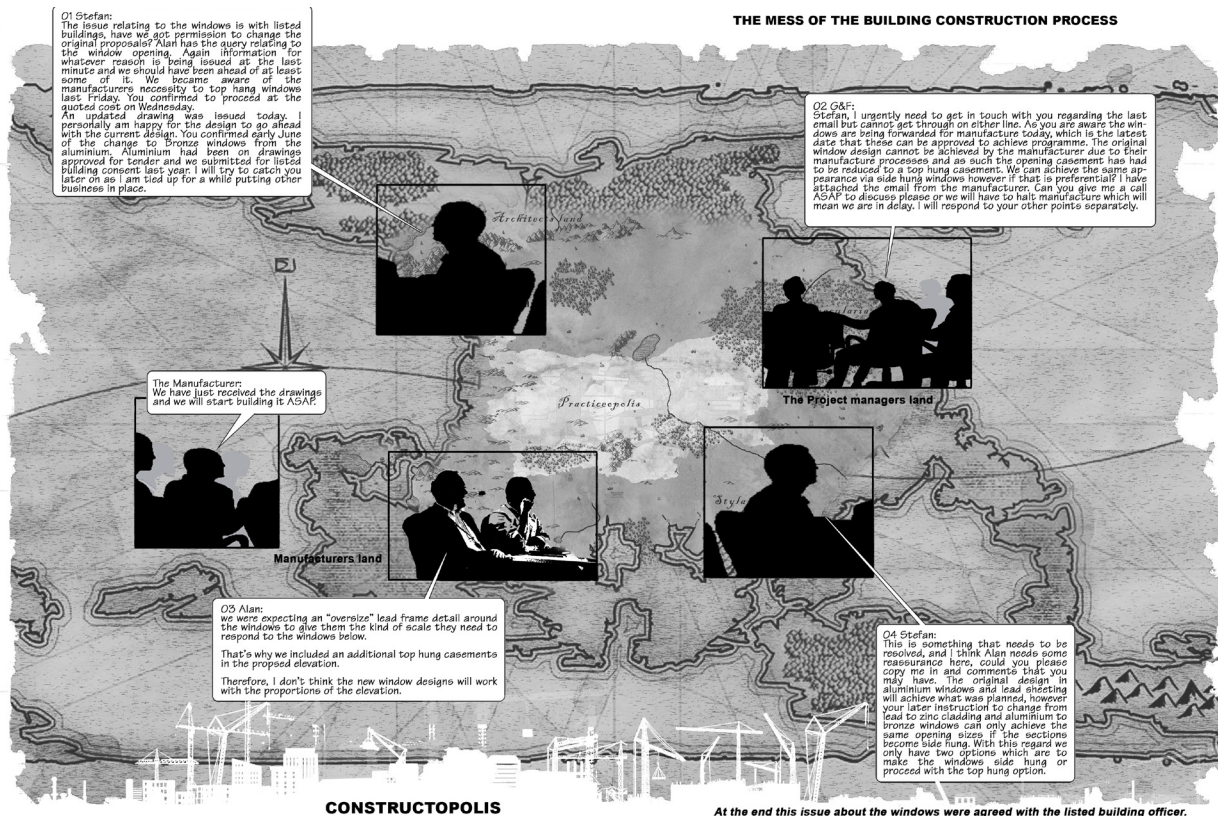 THE MESS OF THE BUILDING CONSTRUCTION PROCESS
01 Stefan:
The issue relating to the windows is with listed
buildings, have we got permission to change the
original proposals? Alan has the query relating to
the window opening. Again information for
whatever reason is being issued at the last
minute and we should have been ahead of at least
some of it. We became aware of the
manufacturers necessity to top hang windows
last Friday. You confirmed to proceed at the
quoted cost on Wednesday.
An updated drawing was issued today. I
personally am happy for the design to go ahead
with the current design. You confirmed early June
of the change to Bronze windows from the
aluminium. Aluminium had been on drawings
approved for tender and we submitted for listed
building consent last year. I will try to catch you
later on as I am tied up for a while putting other
business in place.
02 G&F:
Stefan, I urgently need to get in touch with you regarding the last
email but cannot get through on either line. As you are aware the win-
dows are being forwarded for manufacture today, which is the latest
date that these can be approved to achieve programme. The original
window design cannot be achieved by the manufacturer due to their
manufacture processes and as such the opening casement has had
to be reduced to a top hung casement. We can achieve the same ap-
pearance via side hung windows however if that is preferential? I have
attached the email from the manufacturer. Can you give me a call
ASAP to discuss please or we will have to halt manufacture which will
mean we are in delay. I will respond to your other points separately.
Architects land
The Manufacturer:
We have just received the drawings
and we will start building it ASAP.
Practiceopolis
The Project managers land
Manufacturers land
03 Alan:
we were expecting an "oversize" lead frame detail around
the windows to give them the kind of scale they need to
respond to the windows below.
That's why we included an additional top hung casements
in the propsed elevation.
Therefore, I don't think the new window designs will work
with the proportions of the elevation.
04 Stefan:
This is something that needs to be
resolved, and I think Alan needs some
reassurance here, could you please
copy me in and comments that you
may have. The original design in
aluminium windows and lead sheeting
will achieve what was planned, however
your later instruction to change from
lead to zinc cladding and aluminium to
bronze windows can only achieve the
same opening sizes if the sections
become side hung. With this regard we
only have two options which are to
make the windows side hung or
proceed with the top hung option.
CONSTRUCTOPOLIS
At the end this issue about the windows were agreed with the listed building officer.